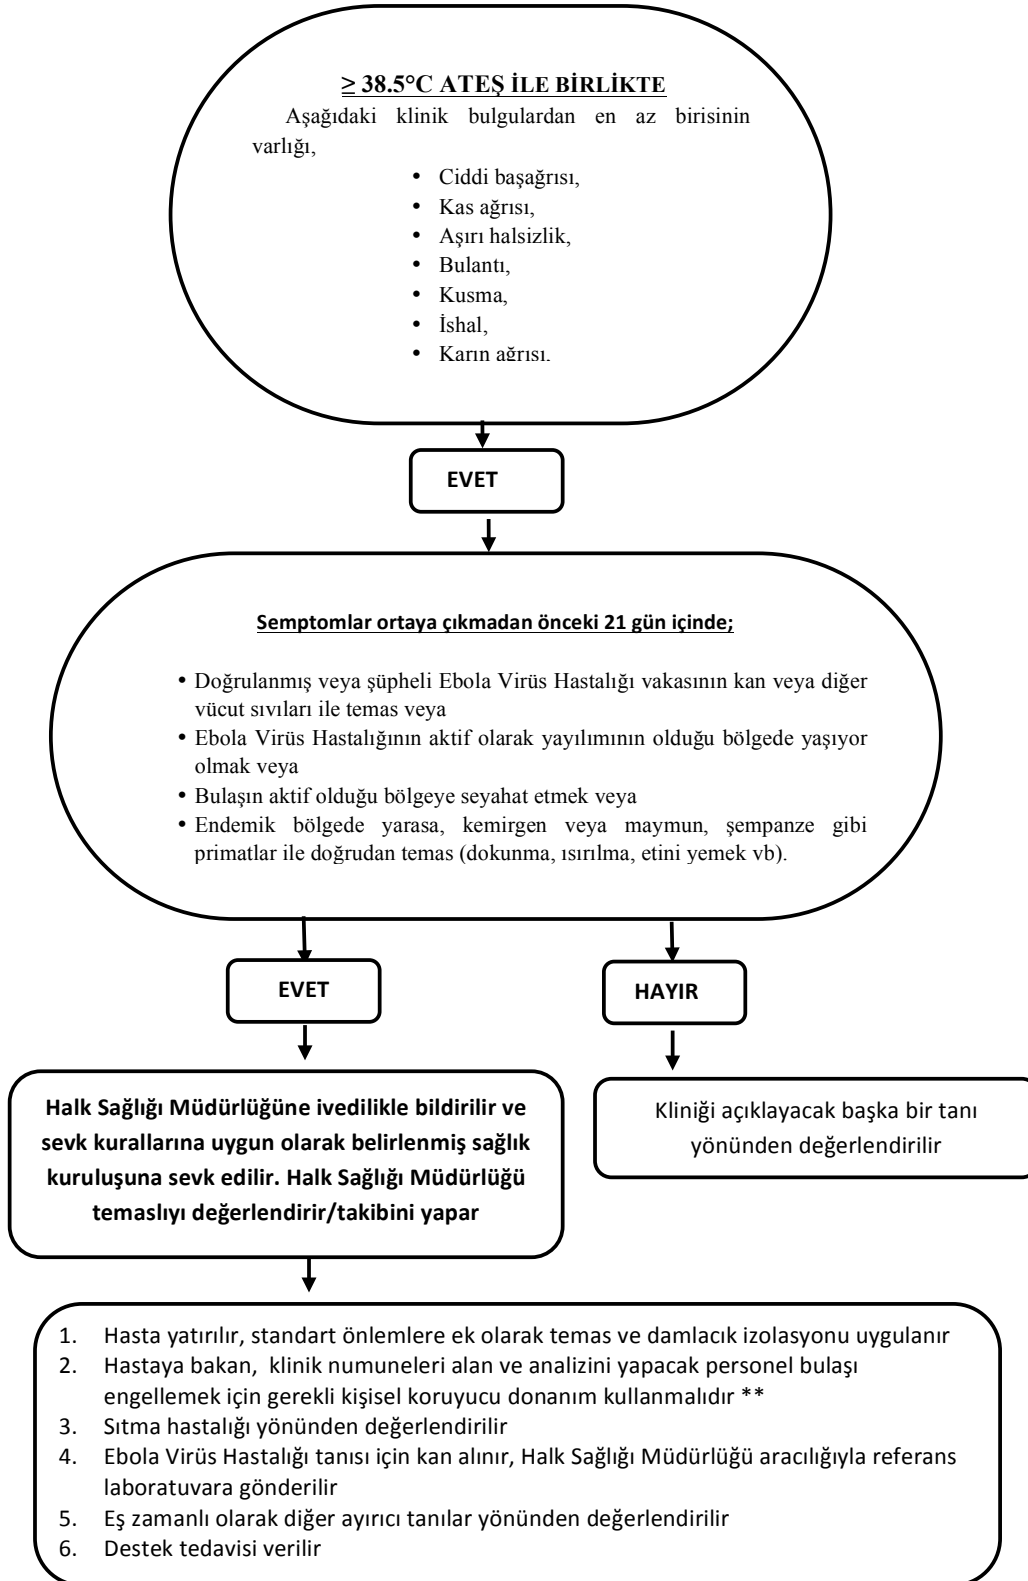 ≥ 38.5°C ATEŞ İLE BİRLİKTE
Aşağıdaki klinik bulgulardan en az birisinin
varlığı,
• Ciddi başağrısı,
• Kas ağrısı,
• Aşırı halsizlik,
• Bulantı,
• Kusma,
• İshal,
• Karın ağrısı.
EVET
Semptomlar ortaya çıkmadan önceki 21 gün içinde;
• Doğrulanmış veya şüpheli Ebola Virüs Hastalığı vakasının kan veya diğer
vücut sıvıları ile temas veya
• Ebola Virüs Hastalığının aktif olarak yayılımının olduğu bölgede yaşıyor
olmak veya
• Bulaşın aktif olduğu bölgeye seyahat etmek veya
• Endemik bölgede yarasa, kemirgen veya maymun, şempanze gibi
primatlar ile doğrudan temas (dokunma, ısırılma, etini yemek vb).
EVET
HAYIR
Halk Sağlığı Müdürlüğüne ivedilikle bildirilir ve
sevk kurallarına uygun olarak belirlenmiş sağlık
kuruluşuna sevk edilir. Halk Sağlığı Müdürlüğü
temaslıyı değerlendirir/takibini yapar
Kliniği açıklayacak başka bir tanı
yönünden değerlendirilir
1. Hasta yatırılır, standart önlemlere ek olarak temas ve damlacık izolasyonu uygulanır
2. Hastaya bakan, klinik numuneleri alan ve analizini yapacak personel bulaşı
engellemek için gerekli kişisel koruyucu donanım kullanmalıdır **
3. Sıtma hastalığı yönünden değerlendirilir
4. Ebola Virüs Hastalığı tanısı için kan alınır, Halk Sağlığı Müdürlüğü aracılığıyla referans
laboratuvara gönderilir
5. Eş zamanlı olarak diğer ayırıcı tanılar yönünden değerlendirilir
6. Destek tedavisi verilir